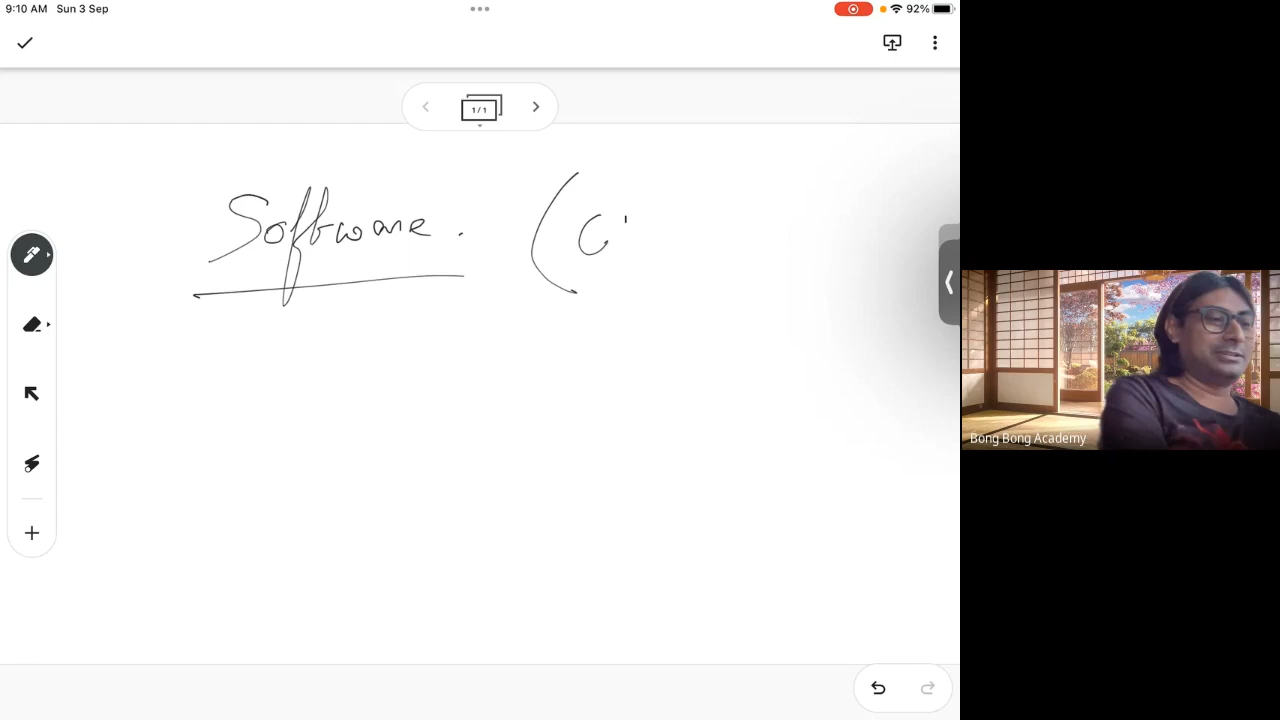 9:10 AM Sun 3 Sep
92%
1 / 1
Software. (
Bong Bong Academy